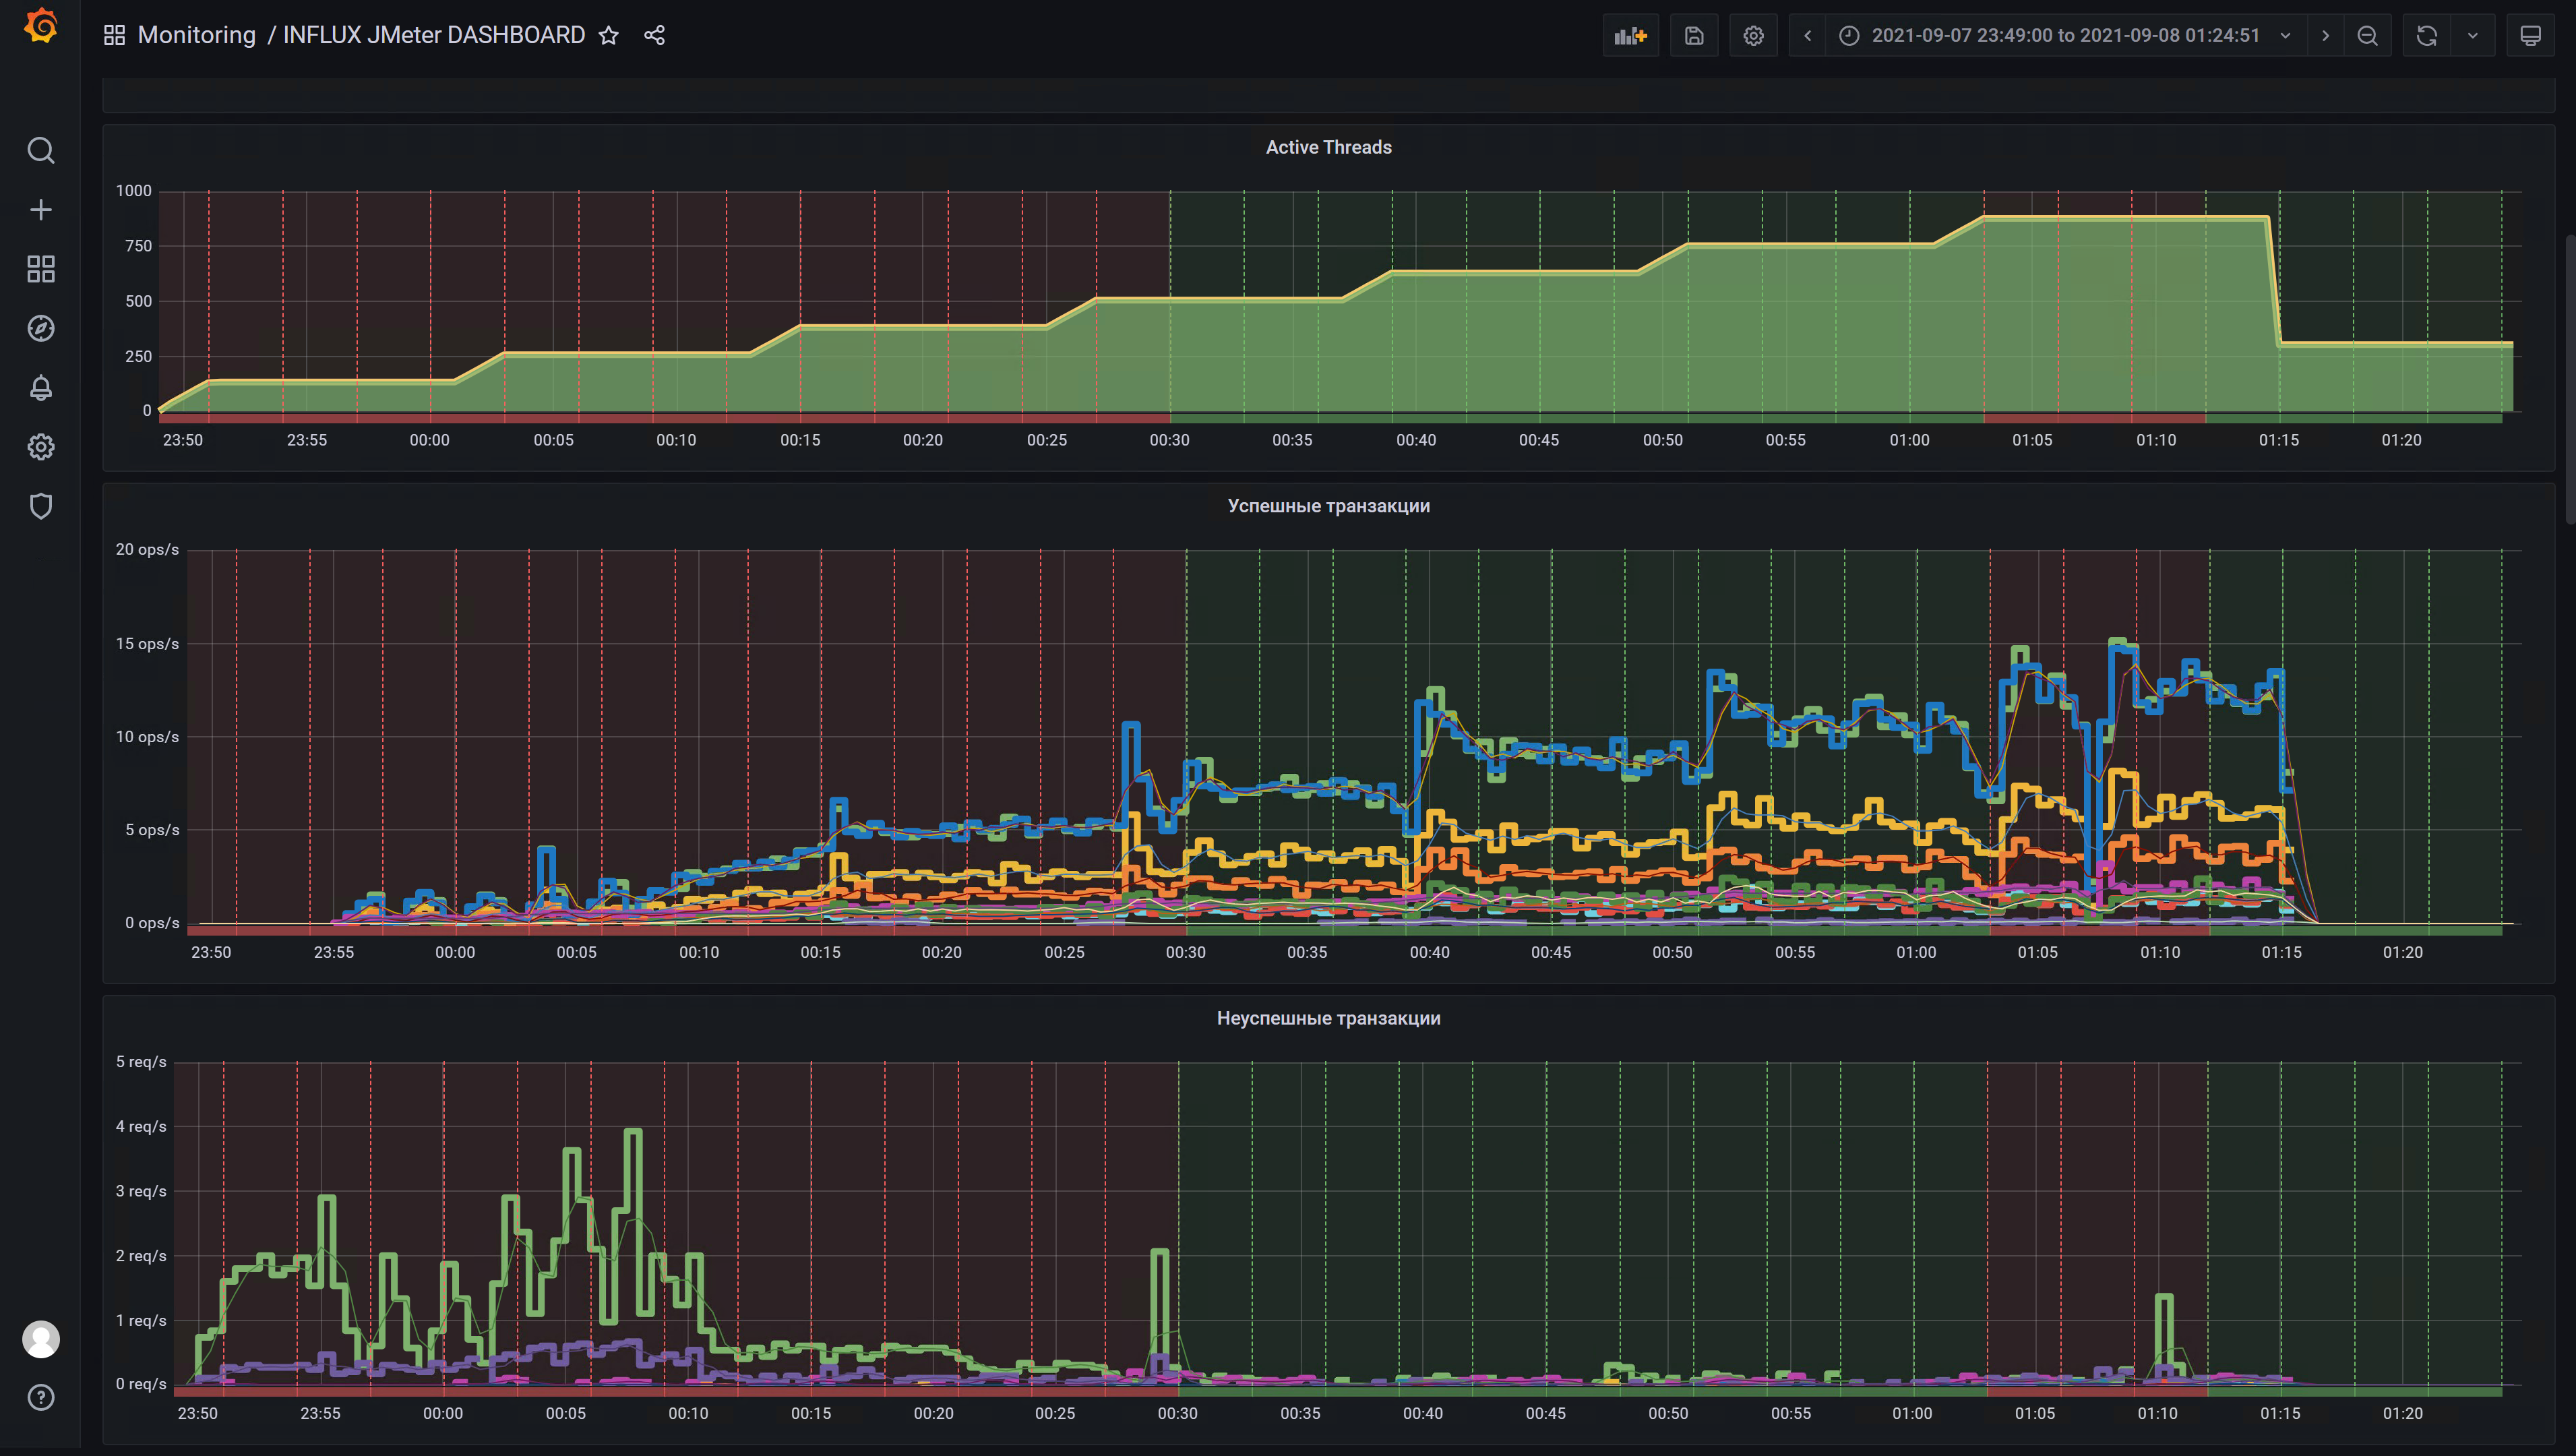 Monitoring / INFLUX JMeter DASHBOARD
2021-09-07 23:49:00 to 2021-09-08 01:24:51
Active Threads
1000
750
500
250
0
23:50 23:55 00:00 00:05 00:10 00:15 00:20 00:25 00:30 00:35 00:40 00:45 00:50 00:55 01:00 01:05 01:10 01:15 01:20
Успешные транзакции
20 ops/s
15 ops/s
10 ops/s
5 ops/s
0 ops/s
23:50 23:55 00:00 00:05 00:10 00:15 00:20 00:25 00:30 00:35 00:40 00:45 00:50 00:55 01:00 01:05 01:10 01:15 01:20
Неуспешные транзакции
5 req/s
4 req/s
3 req/s
2 req/s
1 req/s
0 req/s
23:50 23:55 00:00 00:05 00:10 00:15 00:20 00:25 00:30 00:35 00:40 00:45 00:50 00:55 01:00 01:05 01:10 01:15 01:20